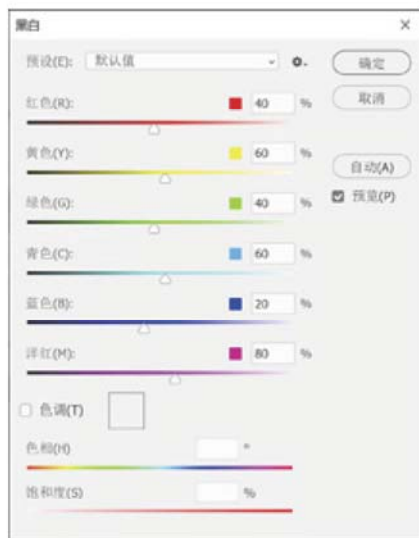 黑白 ×
预设(E): 默认值 确定
红色(R): 40 % 取消
黄色(Y): 60 % 自动(A)
绿色(G): 40 % 预览(P)
青色(C): 60 %
蓝色(B): 20 %
洋红(M): 80 %
色调(T)
色相(H) °
饱和度(S) %